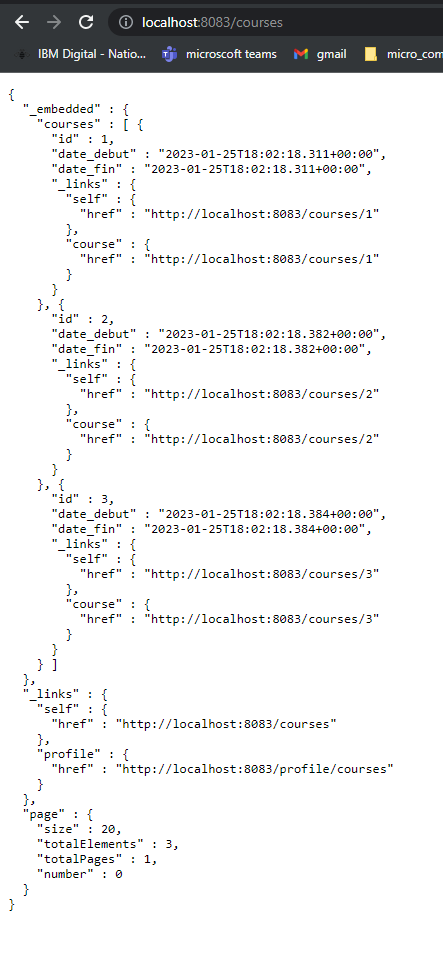 localhost:8083/courses
IBM Digital - Natio... microscoft teams gmail micro_com
{
  "_embedded" : {
    "courses" : [ {
      "id" : 1,
      "date_debut" : "2023-01-25T18:02:18.311+00:00",
      "date_fin" : "2023-01-25T18:02:18.311+00:00",
      "_links" : {
        "self" : {
          "href" : "http://localhost:8083/courses/1"
        },
        "course" : {
          "href" : "http://localhost:8083/courses/1"
        }
      }
    }, {
      "id" : 2,
      "date_debut" : "2023-01-25T18:02:18.382+00:00",
      "date_fin" : "2023-01-25T18:02:18.382+00:00",
      "_links" : {
        "self" : {
          "href" : "http://localhost:8083/courses/2"
        },
        "course" : {
          "href" : "http://localhost:8083/courses/2"
        }
      }
    }, {
      "id" : 3,
      "date_debut" : "2023-01-25T18:02:18.384+00:00",
      "date_fin" : "2023-01-25T18:02:18.384+00:00",
      "_links" : {
        "self" : {
          "href" : "http://localhost:8083/courses/3"
        },
        "course" : {
          "href" : "http://localhost:8083/courses/3"
        }
      }
    } ]
  },
  "_links" : {
    "self" : {
      "href" : "http://localhost:8083/courses"
    },
    "profile" : {
      "href" : "http://localhost:8083/profile/courses"
    }
  },
  "page" : {
    "size" : 20,
    "totalElements" : 3,
    "totalPages" : 1,
    "number" : 0
  }
}